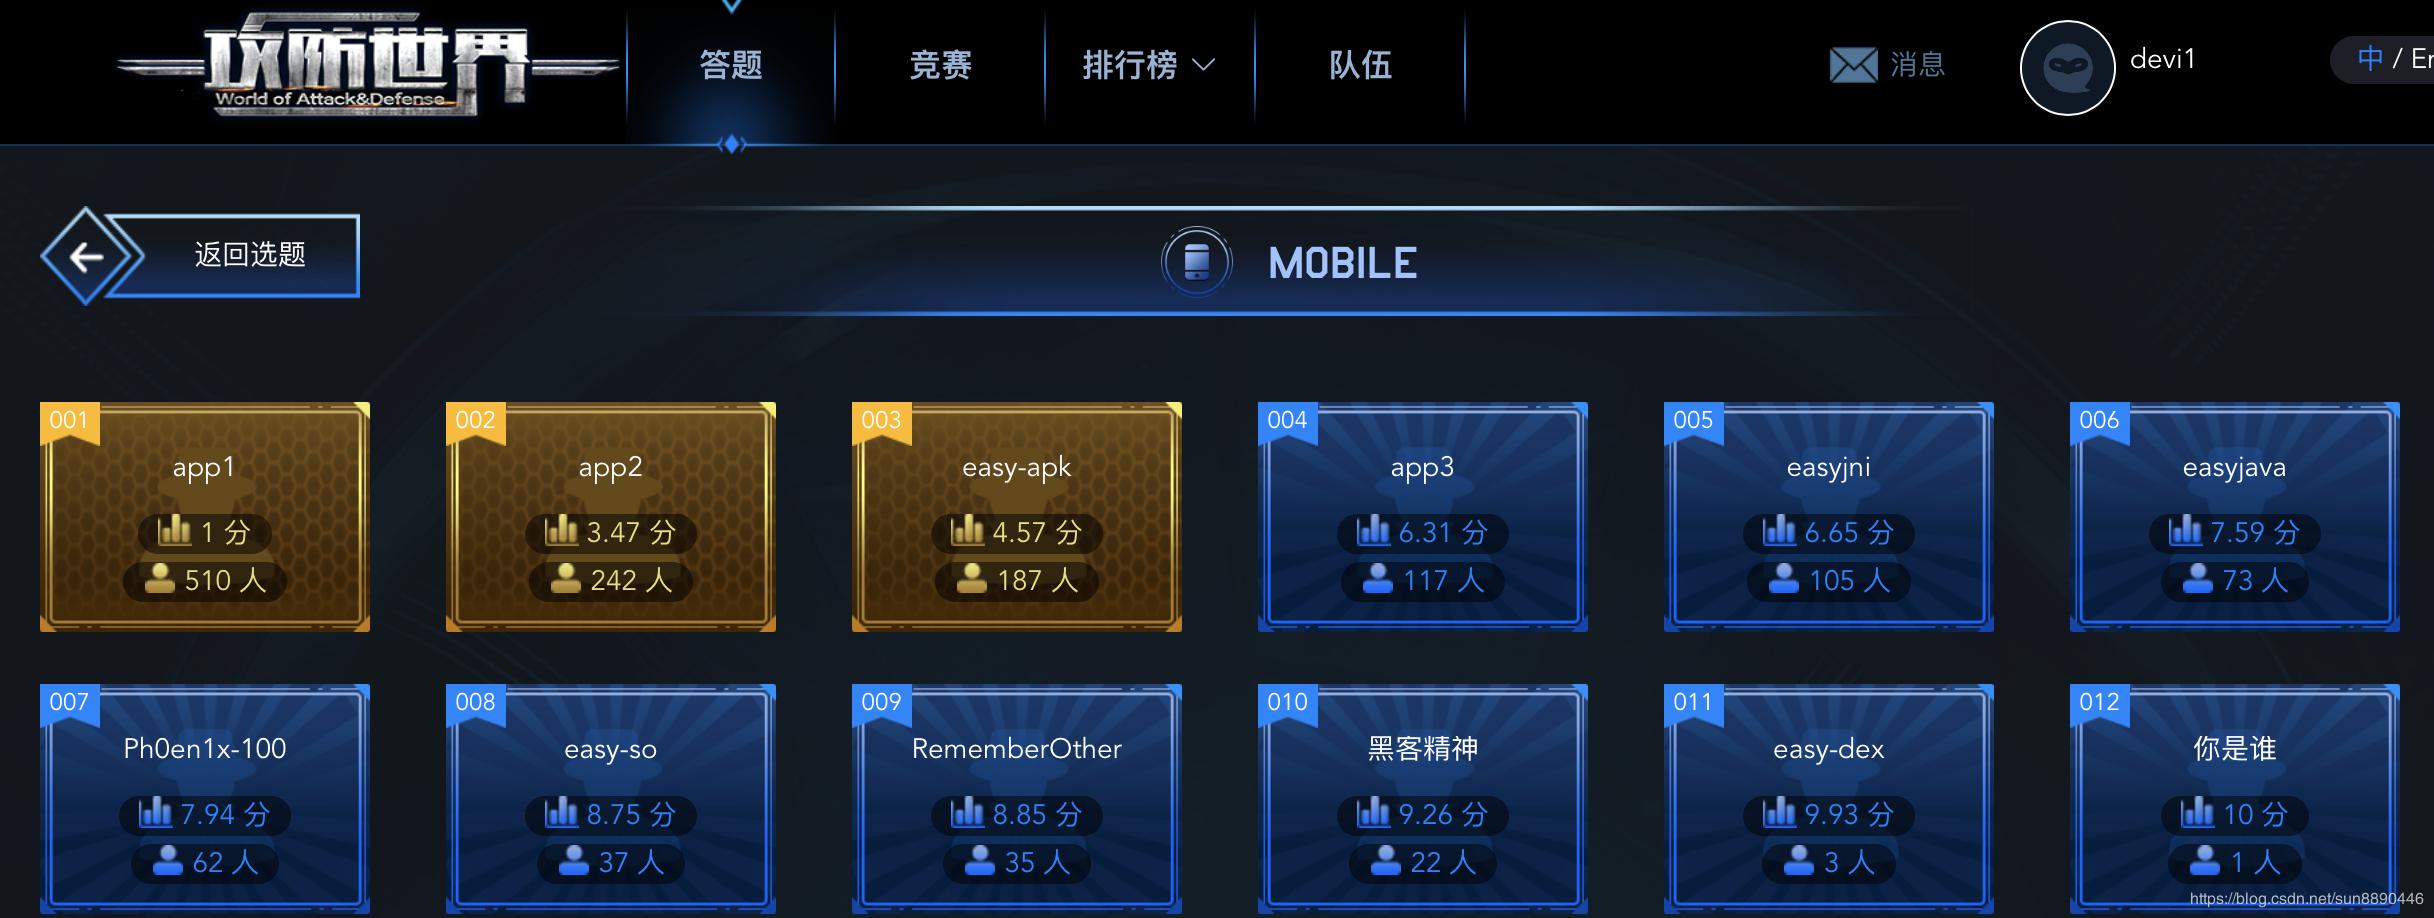 攻防世界
World of Attack&Defense
答题
竞赛
排行榜
队伍
消息
devi1
中 / En
返回选题
MOBILE
001
app1
1 分
510 人
002
app2
3.47 分
242 人
003
easy-apk
4.57 分
187 人
004
app3
6.31 分
117 人
005
easyjni
6.65 分
105 人
006
easyjava
7.59 分
73 人
007
Ph0en1x-100
7.94 分
62 人
008
easy-so
8.75 分
37 人
009
RememberOther
8.85 分
35 人
010
黑客精神
9.26 分
22 人
011
easy-dex
9.93 分
3 人
012
你是谁
10 分
1 人
https://blog.csdn.net/sun8890446